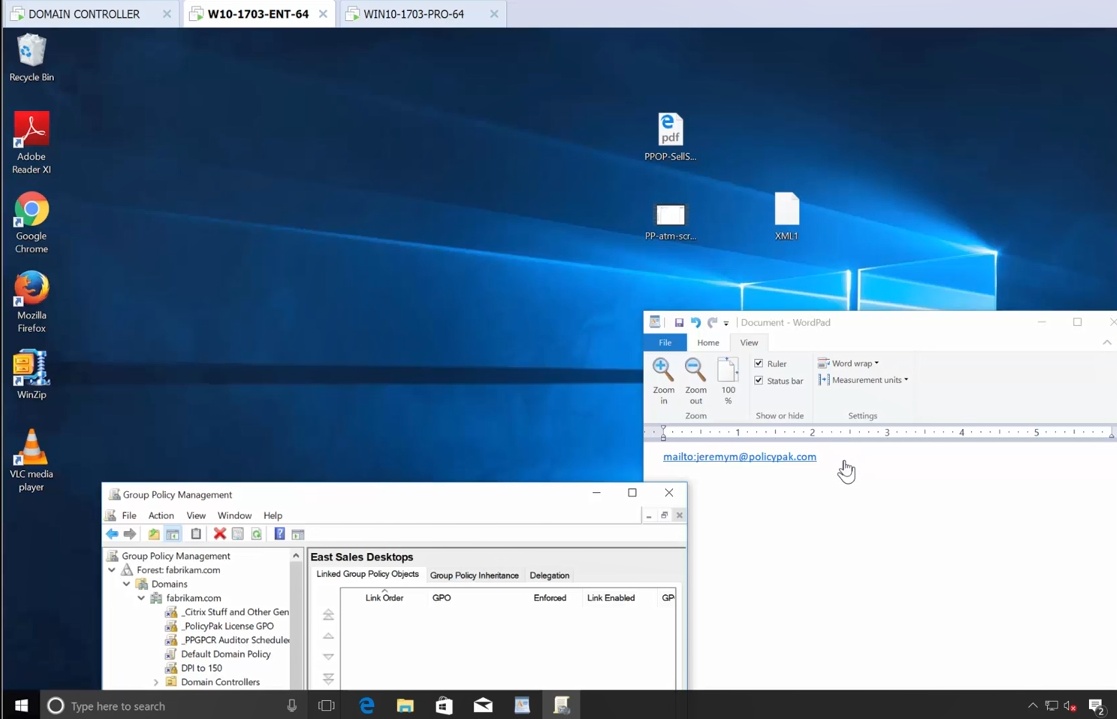 DOMAIN CONTROLLER
W10-1703-ENT-64
WIN10-1703-PRO-64
Recycle Bin
Adobe
Reader XI
Google
Chrome
Mozilla
Firefox
WinZip
VLC media
player
pdf
PPOP-SellS...
PP-atm-scr...
XML1
Document - WordPad
File
Home
View
Zoom
in
Zoom
out
100
%
Ruler
Status bar
Word wrap
Measurement units
Zoom
Show or hide
Settings
1 2 3 4 5
mailto:jeremym@policypak.com
Group Policy Management
File Action View Window Help
Group Policy Management
Forest: fabrikam.com
Domains
fabrikam.com
_Citrix Stuff and Other Gen
_PolicyPak License GPO
_PPGPCR Auditor Schedule
Default Domain Policy
DPI to 150
Domain Controllers
East Sales Desktops
Linked Group Policy Objects
Group Policy Inheritance
Delegation
Link Order
GPO
Enforced
Link Enabled
GP
Type here to search
2